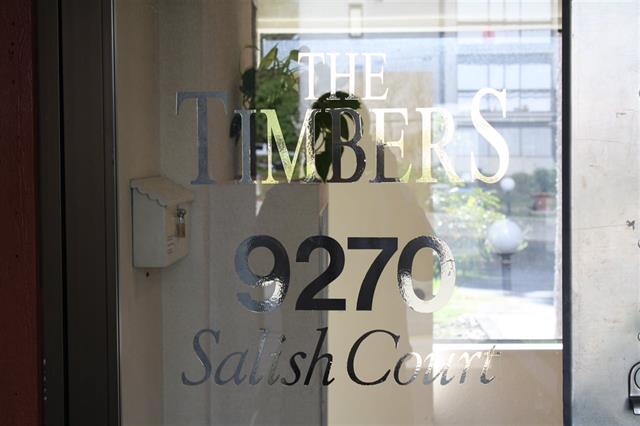 THE
TIMBERS
9270
Salish Court